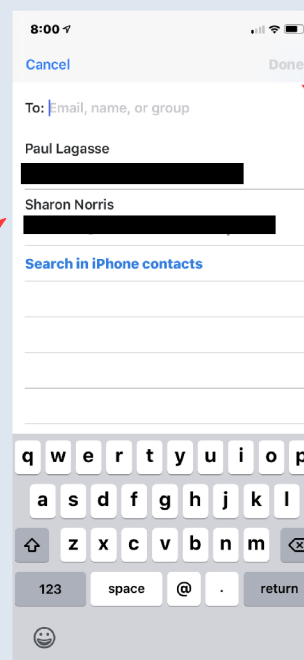 8:00
Cancel Done
To: Email, name, or group
Paul Lagasse
Sharon Norris
Search in iPhone contacts
q w e r t y u i o p
a s d f g h j k l
z x c v b n m
123 space @ . return